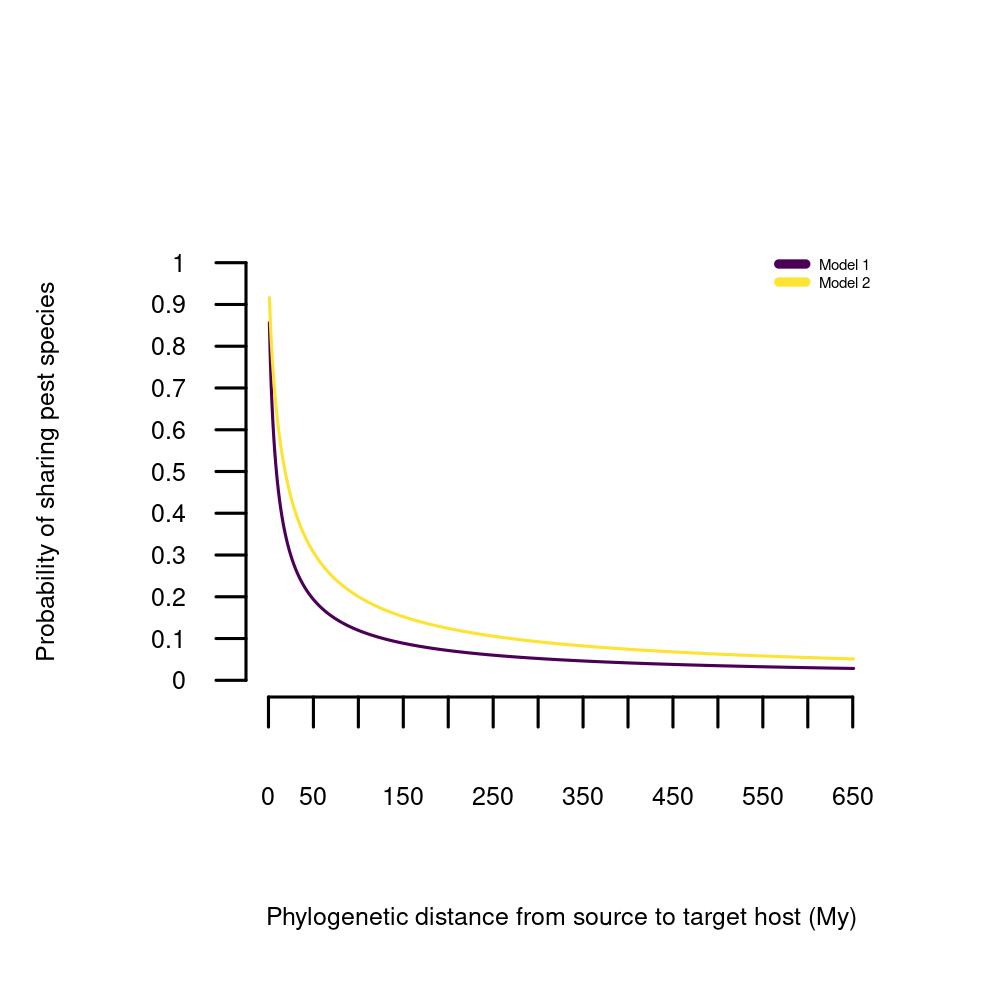 Model 1
Model 2
Probability of sharing pest species
1
0.9
0.8
0.7
0.6
0.5
0.4
0.3
0.2
0.1
0
0 50 150 250 350 450 550 650
Phylogenetic distance from source to target host (My)